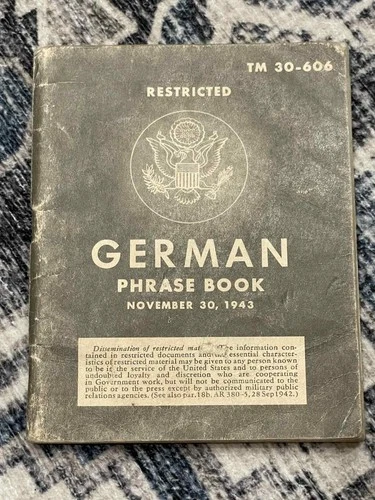 TM 30-606
RESTRICTED
GERMAN
PHRASE BOOK
NOVEMBER 30, 1943
Dissemination of restricted The information con-
tained in restricted documents and essential character-
istics of restricted material may be given to any person known
to be in the service of the United States and to persons of
undoubted loyalty and discretion who are cooperating
in Government work, but will not be communicated to the
public or to the press except by authorized military public
relations agencies. (See also par. 18b, AR 380-5, 28 Sep 1942.)